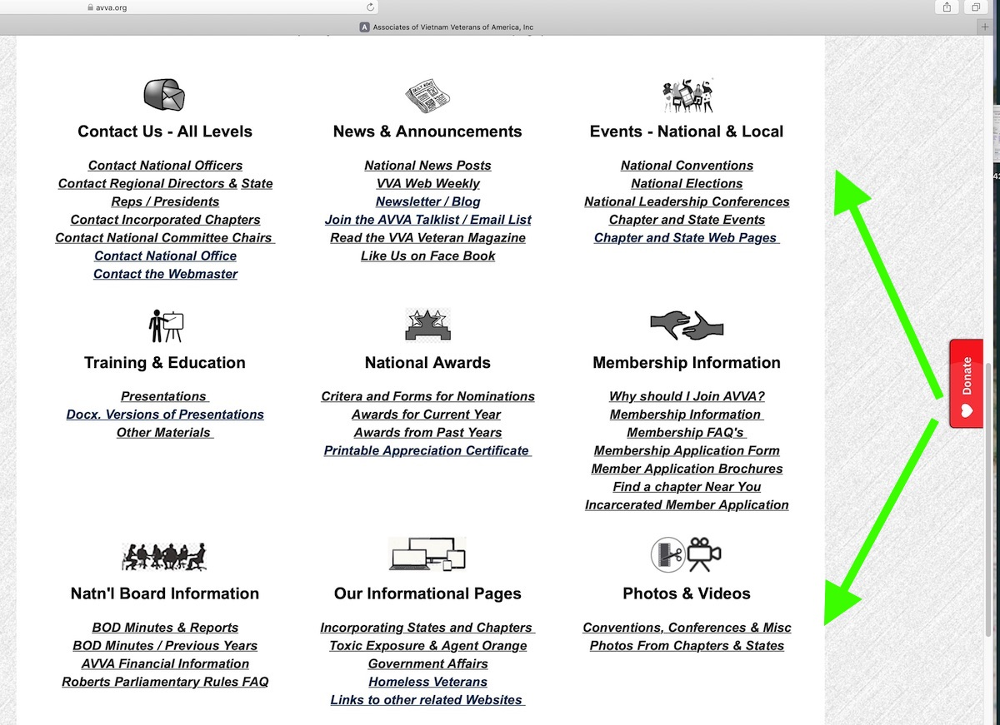 avva.org
A Associates of Vietnam Veterans of America, Inc
DAILY NEWS
Contact Us - All Levels
Contact National Officers
Contact Regional Directors & State
Reps / Presidents
Contact Incorporated Chapters
Contact National Committee Chairs
Contact National Office
Contact the Webmaster
News & Announcements
National News Posts
VVA Web Weekly
Newsletter / Blog
Join the AVVA Talklist / Email List
Read the VVA Veteran Magazine
Like Us on Face Book
Events - National & Local
National Conventions
National Elections
National Leadership Conferences
Chapter and State Events
Chapter and State Web Pages
Training & Education
Presentations
Docx. Versions of Presentations
Other Materials
National Awards
Critera and Forms for Nominations
Awards for Current Year
Awards from Past Years
Printable Appreciation Certificate
Membership Information
Why should I Join AVVA?
Membership Information
Membership FAQ's
Membership Application Form
Member Application Brochures
Find a chapter Near You
Incarcerated Member Application
Donate
Natn'l Board Information
BOD Minutes & Reports
BOD Minutes / Previous Years
AVVA Financial Information
Roberts Parliamentary Rules FAQ
Our Informational Pages
Incorporating States and Chapters
Toxic Exposure & Agent Orange
Government Affairs
Homeless Veterans
Links to other related Websites
Photos & Videos
Conventions, Conferences & Misc
Photos From Chapters & States